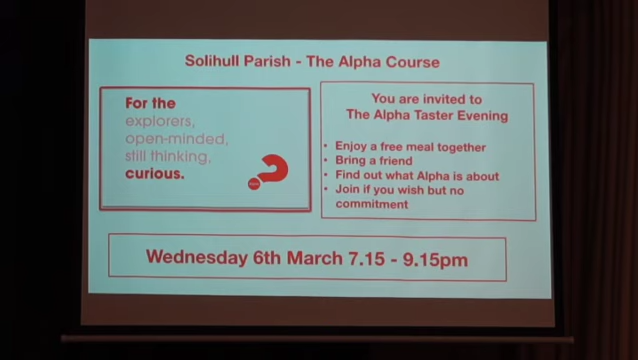 Solihull Parish - The Alpha Course
For the
explorers,
open-minded,
still thinking,
curious.
You are invited to
The Alpha Taster Evening
• Enjoy a free meal together
• Bring a friend
• Find out what Alpha is about
• Join if you wish but no
commitment
Wednesday 6th March 7.15 - 9.15pm